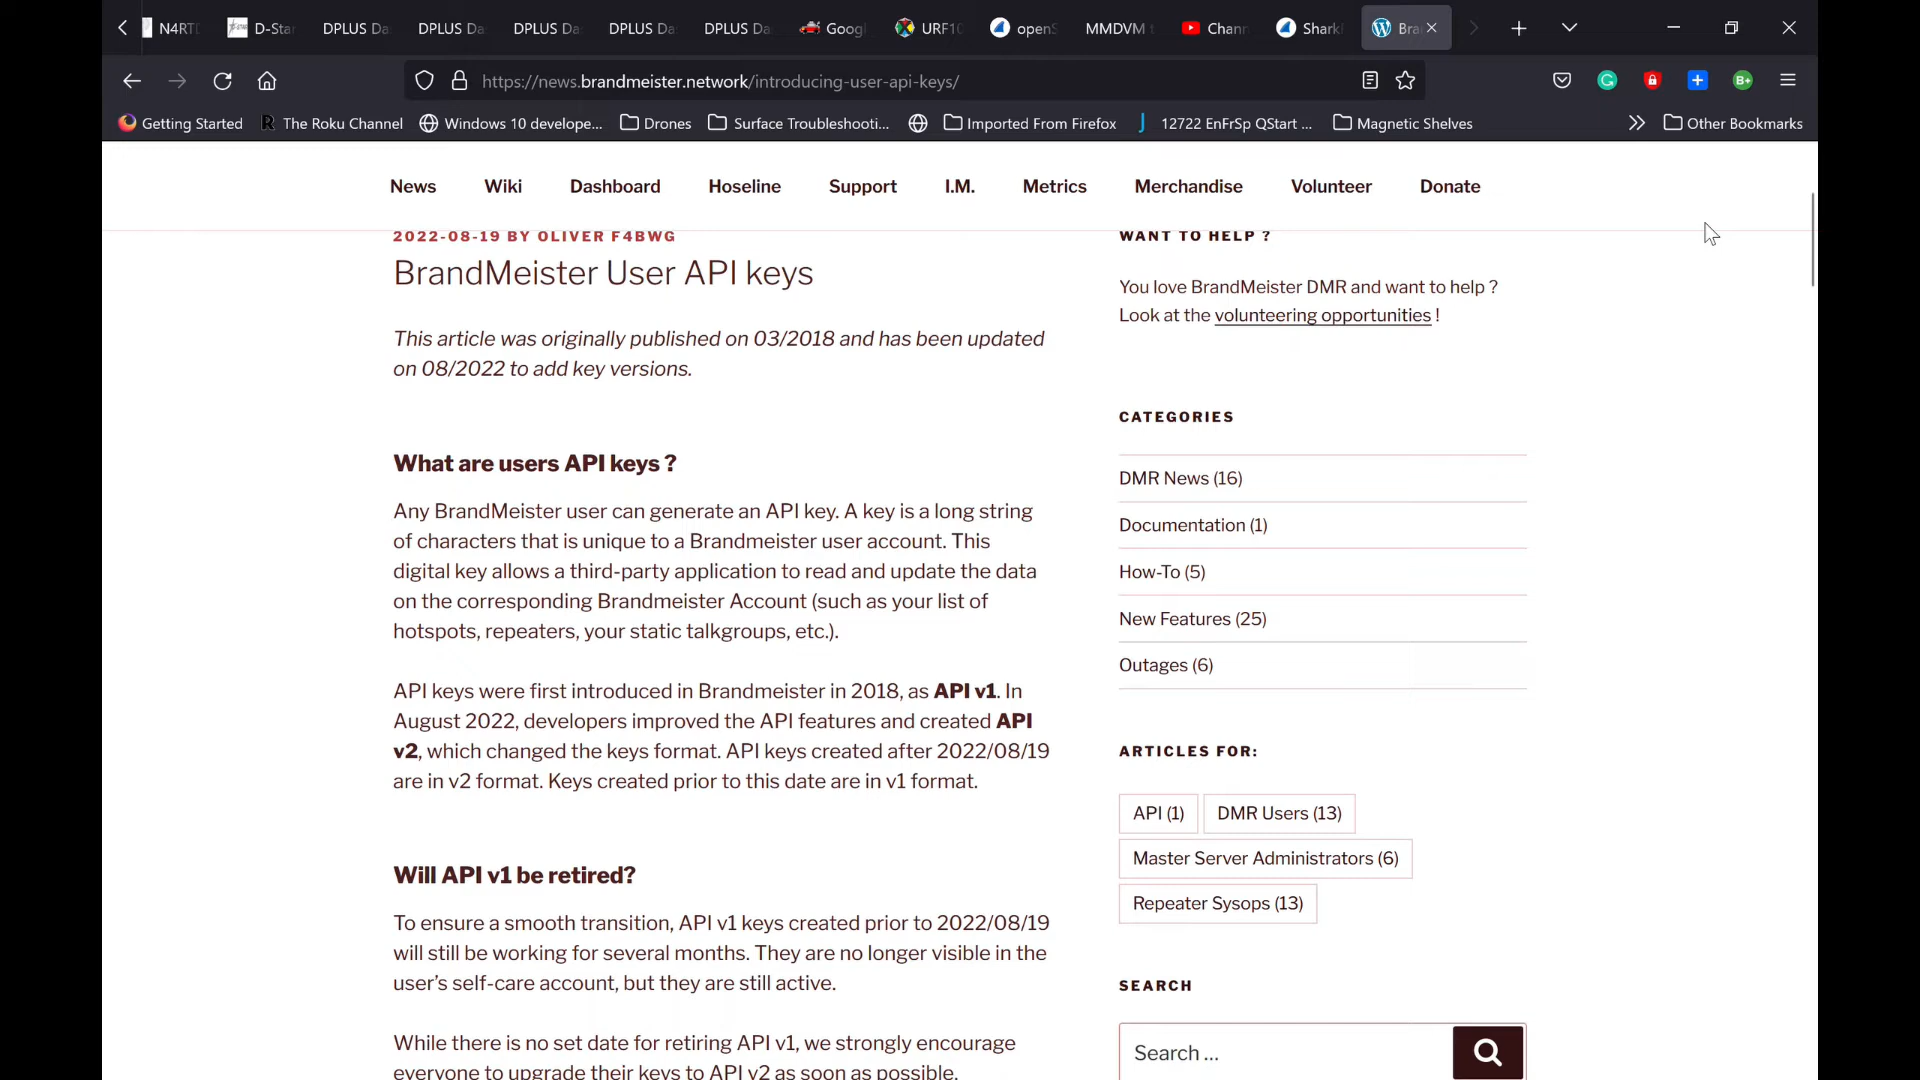 N4RTD D-Sta DPLUS Da DPLUS Da DPLUS Da DPLUS Da DPLUS Da Googl URF10 openS MMDVM t Chann Shark Bra
https://news.brandmeister.network/introducing-user-api-keys/
Getting Started The Roku Channel Windows 10 develope... Drones Surface Troubleshooti... Imported From Firefox 12722 EnFrSp QStart ... Magnetic Shelves Other Bookmarks
News Wiki Dashboard Hoseline Support I.M. Metrics Merchandise Volunteer Donate
2022-08-19 BY OLIVER F4BWG
BrandMeister User API keys
This article was originally published on 03/2018 and has been updated
on 08/2022 to add key versions.
What are users API keys ?
Any BrandMeister user can generate an API key. A key is a long string
of characters that is unique to a Brandmeister user account. This
digital key allows a third-party application to read and update the data
on the corresponding Brandmeister Account (such as your list of
hotspots, repeaters, your static talkgroups, etc.).
API keys were first introduced in Brandmeister in 2018, as API v1. In
August 2022, developers improved the API features and created API
v2, which changed the keys format. API keys created after 2022/08/19
are in v2 format. Keys created prior to this date are in v1 format.
Will API v1 be retired?
To ensure a smooth transition, API v1 keys created prior to 2022/08/19
will still be working for several months. They are no longer visible in the
user's self-care account, but they are still active.
While there is no set date for retiring API v1, we strongly encourage
everyone to upgrade their keys to API v2 as soon as possible.
WANT TO HELP ?
You love BrandMeister DMR and want to help ?
Look at the volunteering opportunities !
CATEGORIES
DMR News (16)
Documentation (1)
How-To (5)
New Features (25)
Outages (6)
ARTICLES FOR:
API (1) DMR Users (13)
Master Server Administrators (6)
Repeater Sysops (13)
SEARCH
Search ...